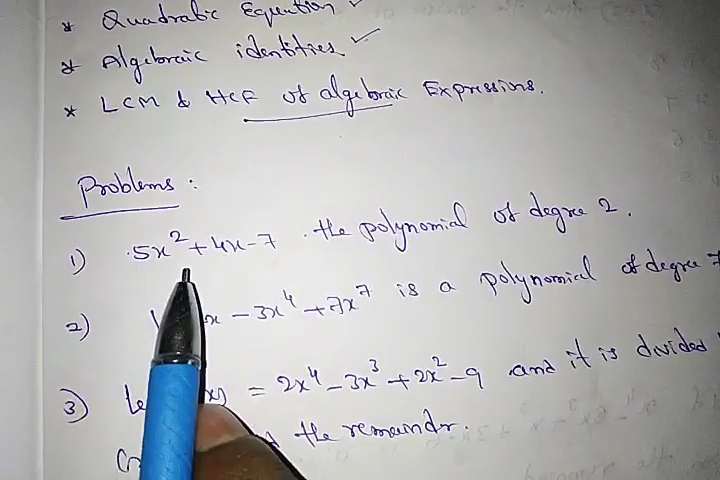 * Quadratic Equation ✓
* Algebraic identities ✓
* LCM & HCF of algebraic Expressions.
Problems :
1) 5x² + 4x - 7 . the polynomial of degree 2.
2) x - 3x⁴ + 7x⁷ is a polynomial of degree 7
3) = 2x⁴ - 3x³ + 2x² - 9 and it is divided
the remainder.